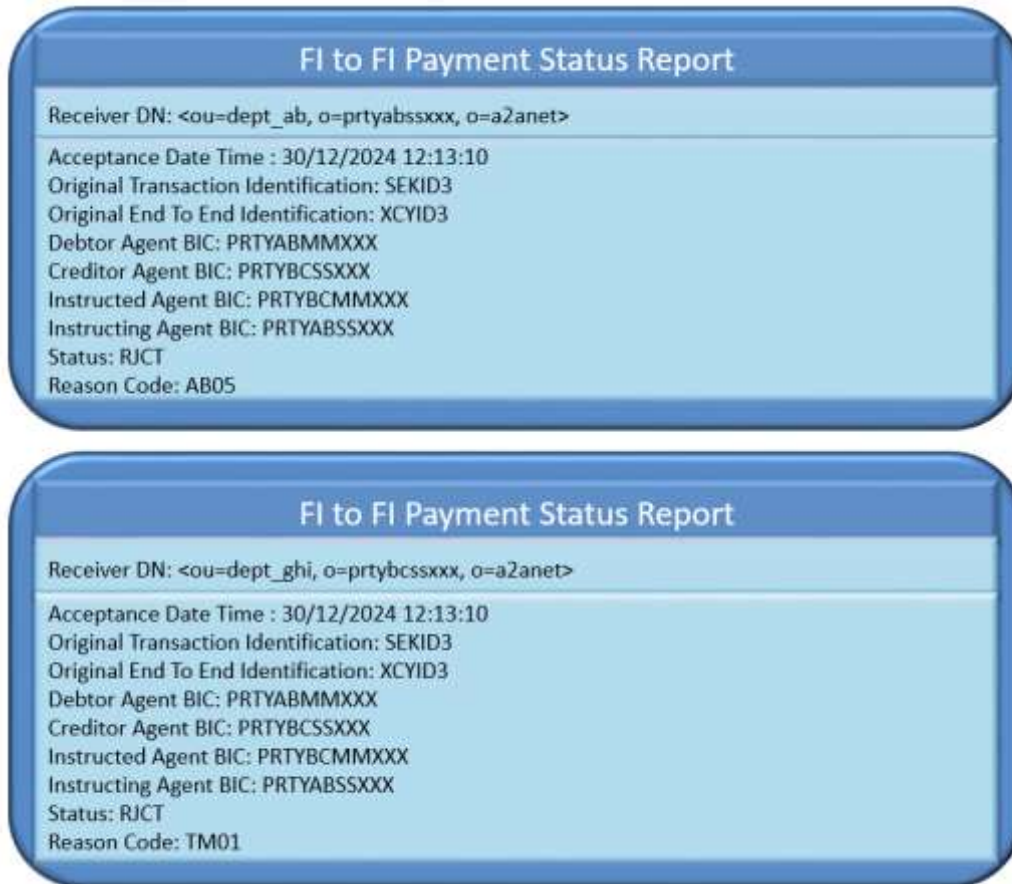 FI to FI Payment Status Report
Receiver DN: <ou=dept_ab, o=prtyabssxxx, o=a2anet>
Acceptance Date Time : 30/12/2024 12:13:10
Original Transaction Identification: SEKID3
Original End To End Identification: XCYID3
Debtor Agent BIC: PRTYABMMXXX
Creditor Agent BIC: PRTYBCSSXXX
Instructed Agent BIC: PRTYBCMMXXX
Instructing Agent BIC: PRTYABSSXXX
Status: RJCT
Reason Code: AB05
FI to FI Payment Status Report
Receiver DN: <ou=dept_ghi, o=prtybcssxxx, o=a2anet>
Acceptance Date Time : 30/12/2024 12:13:10
Original Transaction Identification: SEKID3
Original End To End Identification: XCYID3
Debtor Agent BIC: PRTYABMMXXX
Creditor Agent BIC: PRTYBCSSXXX
Instructed Agent BIC: PRTYBCMMXXX
Instructing Agent BIC: PRTYABSSXXX
Status: RJCT
Reason Code: TM01